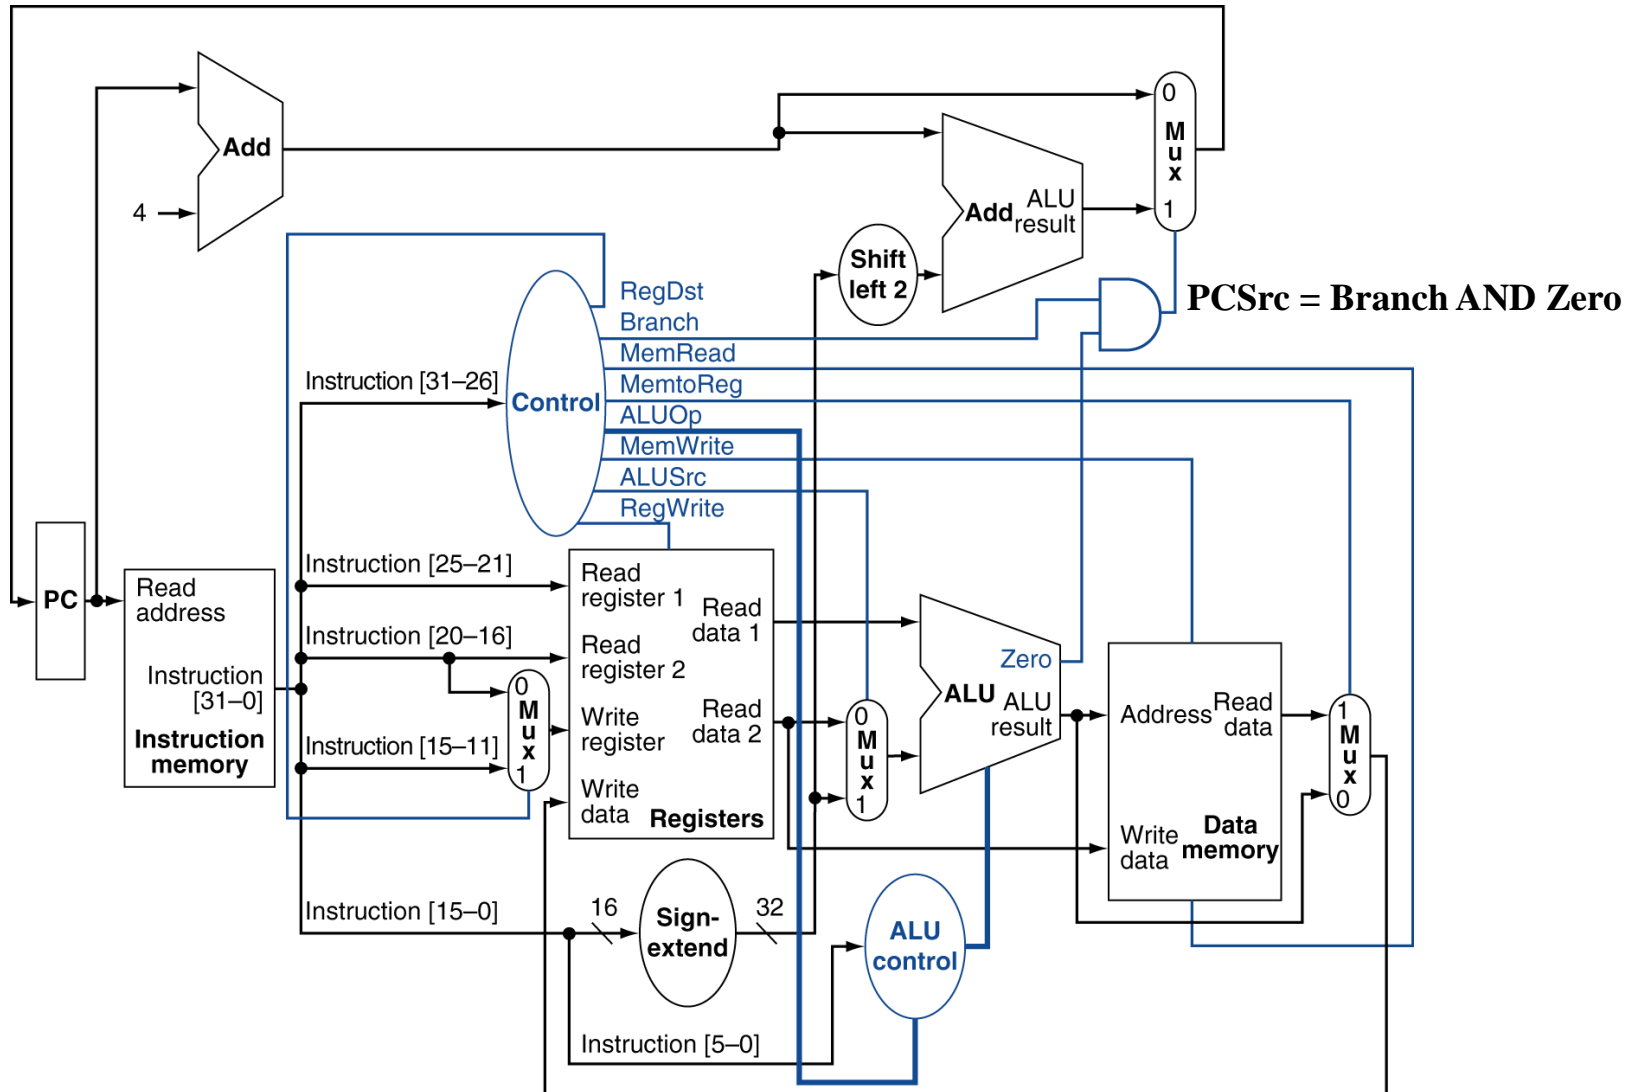 0
Mux
1
Add
4
Add
ALU
result
Shift
left 2
PCSrc = Branch AND Zero
RegDst
Branch
MemRead
MemtoReg
ALUOp
MemWrite
ALUSrc
RegWrite
Instruction [31–26]
Control
PC
Read
address
Instruction
[31–0]
Instruction
memory
Instruction [25–21]
Instruction [20–16]
Instruction [15–11]
0
Mux
1
Read
register 1
Read
register 2
Write
register
Write
data
Read
data 1
Read
data 2
Registers
0
Mux
1
Zero
ALU
ALU
result
Address
Read
data
Write
data
Data
memory
1
Mux
0
Instruction [15–0]
16
Sign-
extend
32
ALU
control
Instruction [5–0]